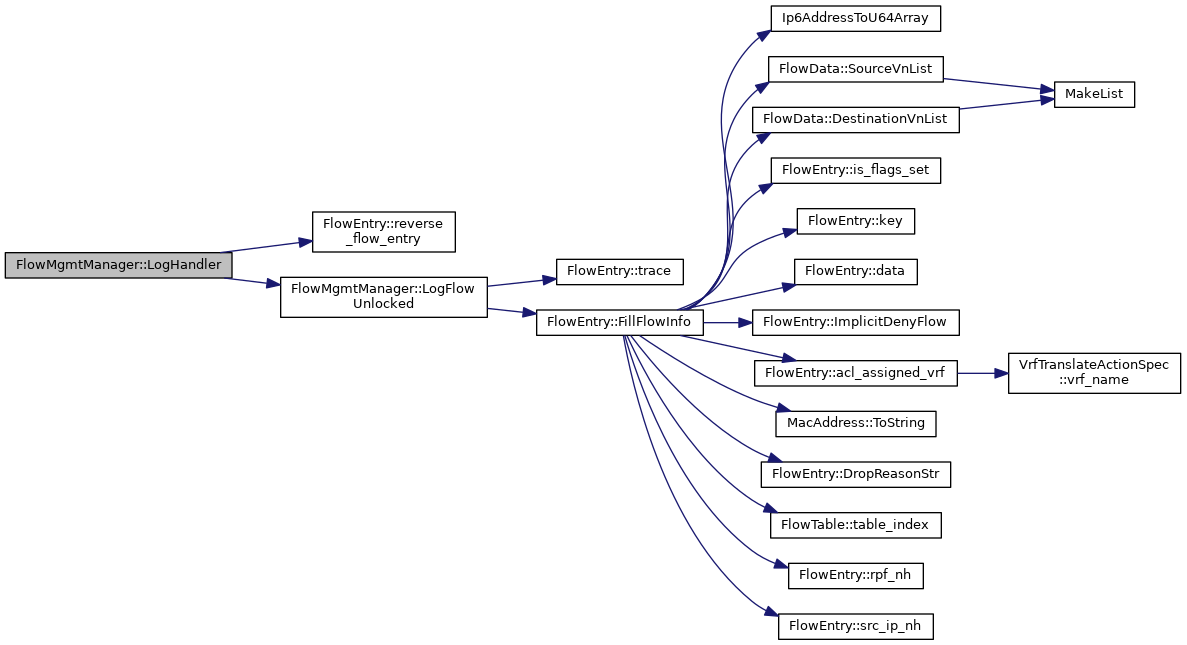 FlowMgmtManager::LogHandler
FlowEntry::reverse
_flow_entry
FlowMgmtManager::LogFlow
Unlocked
FlowEntry::trace
FlowEntry::FillFlowInfo
Ip6AddressToU64Array
FlowData::SourceVnList
FlowData::DestinationVnList
MakeList
FlowEntry::is_flags_set
FlowEntry::key
FlowEntry::data
FlowEntry::ImplicitDenyFlow
FlowEntry::acl_assigned_vrf
VrfTranslateActionSpec
::vrf_name
MacAddress::ToString
FlowEntry::DropReasonStr
FlowTable::table_index
FlowEntry::rpf_nh
FlowEntry::src_ip_nh